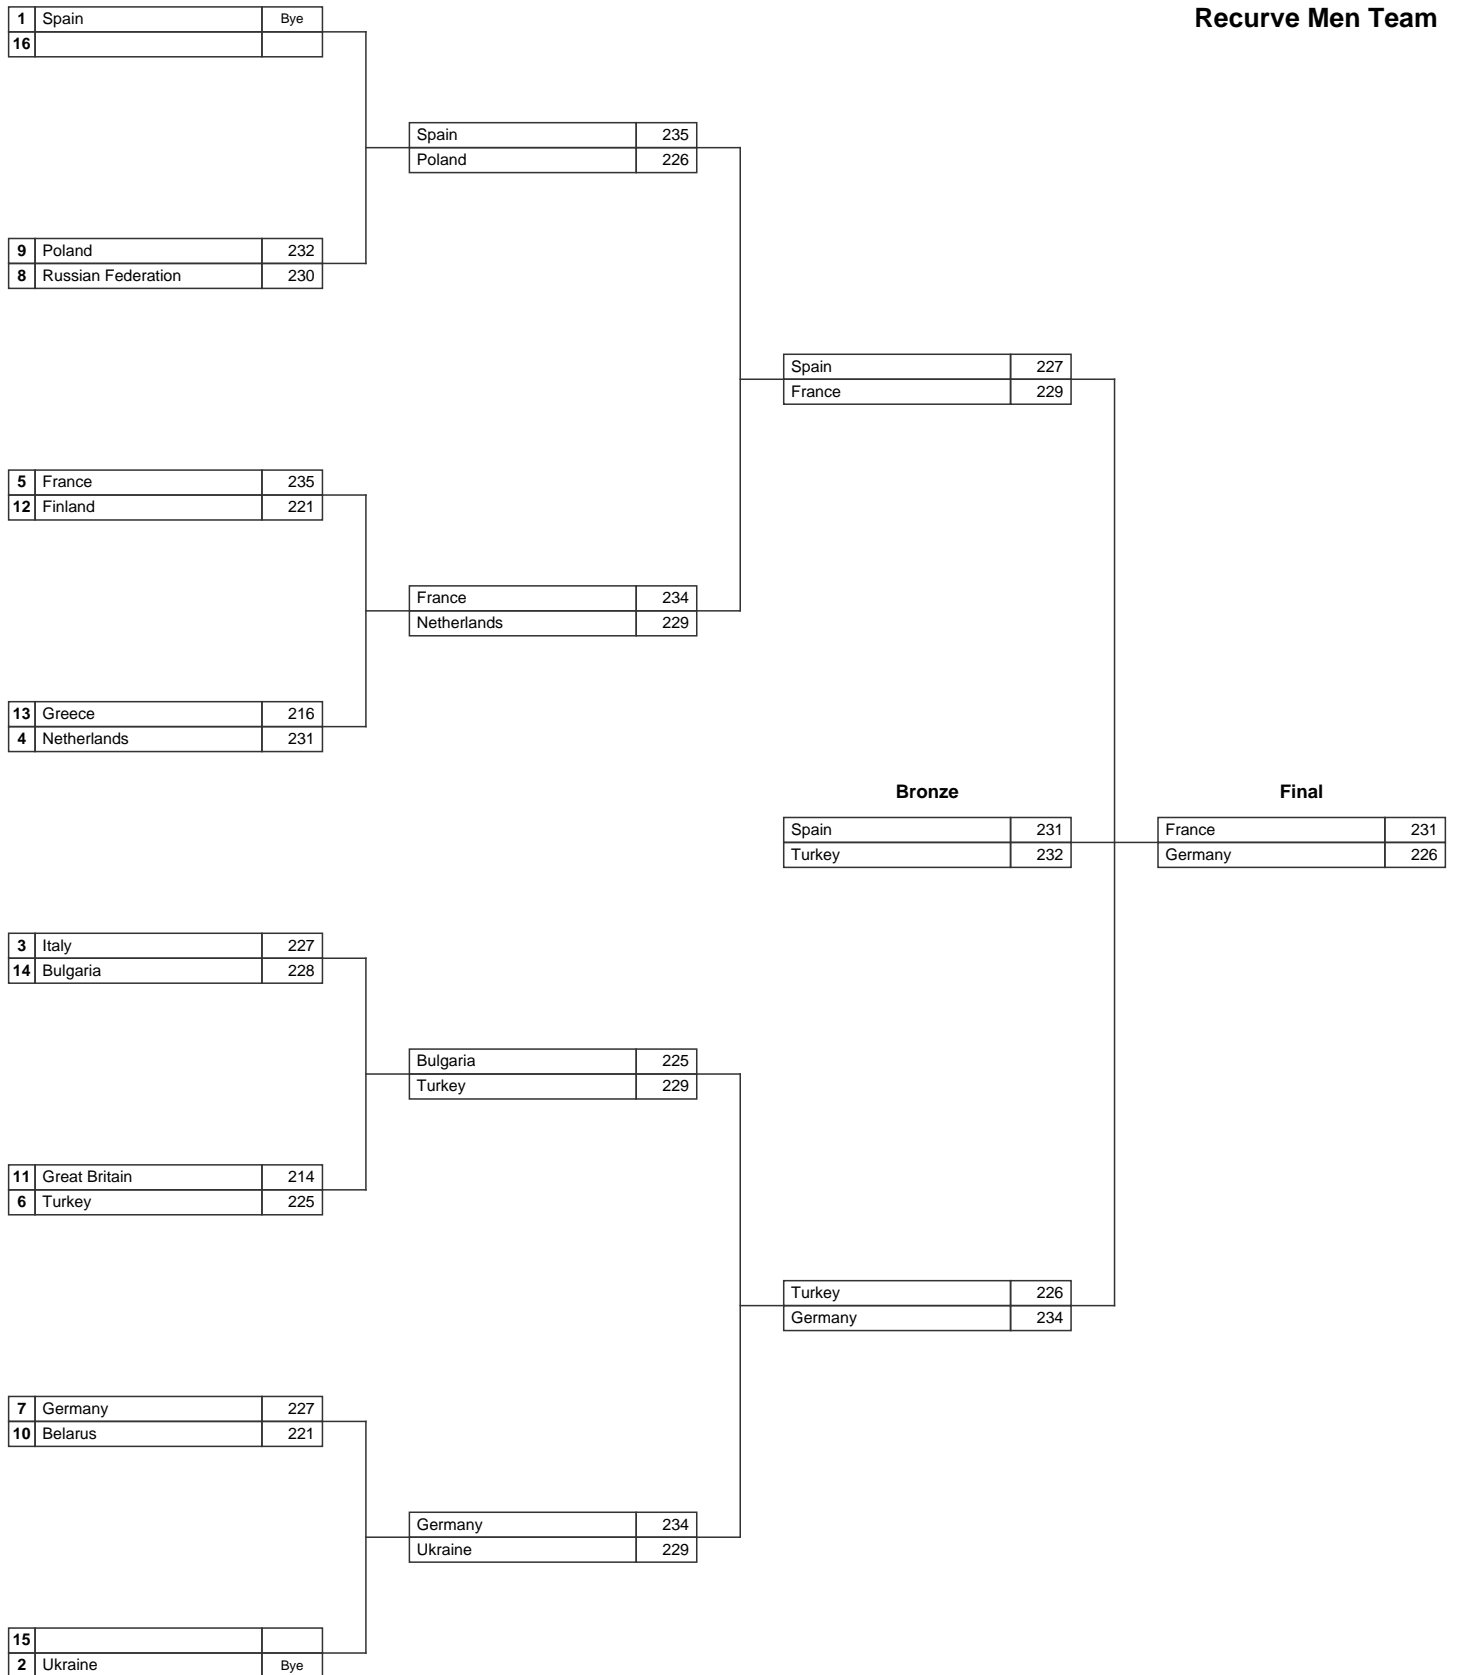 Recurve Men Team
1 Spain Bye
16
Spain 235
Poland 226
9 Poland 232
8 Russian Federation 230
Spain 227
France 229
5 France 235
12 Finland 221
France 234
Netherlands 229
13 Greece 216
4 Netherlands 231
Bronze Final
Spain 231 France 231
Turkey 232 Germany 226
3 Italy 227
14 Bulgaria 228
Bulgaria 225
Turkey 229
11 Great Britain 214
6 Turkey 225
Turkey 226
Germany 234
7 Germany 227
10 Belarus 221
Germany 234
Ukraine 229
15
2 Ukraine Bye